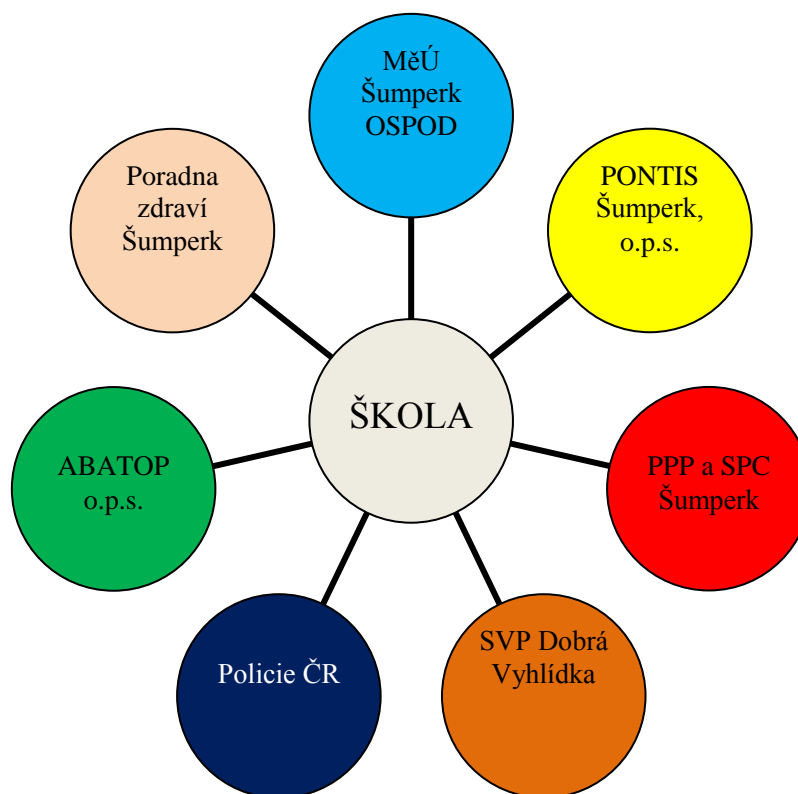 MěÚ
Šumperk
OSPOD
Poradna
zdraví
Šumperk
PONTIS
Šumperk,
o.p.s.
ŠKOLA
ABATOP
o.p.s.
PPP a SPC
Šumperk
Policie ČR
SVP Dobrá
Vyhlídka